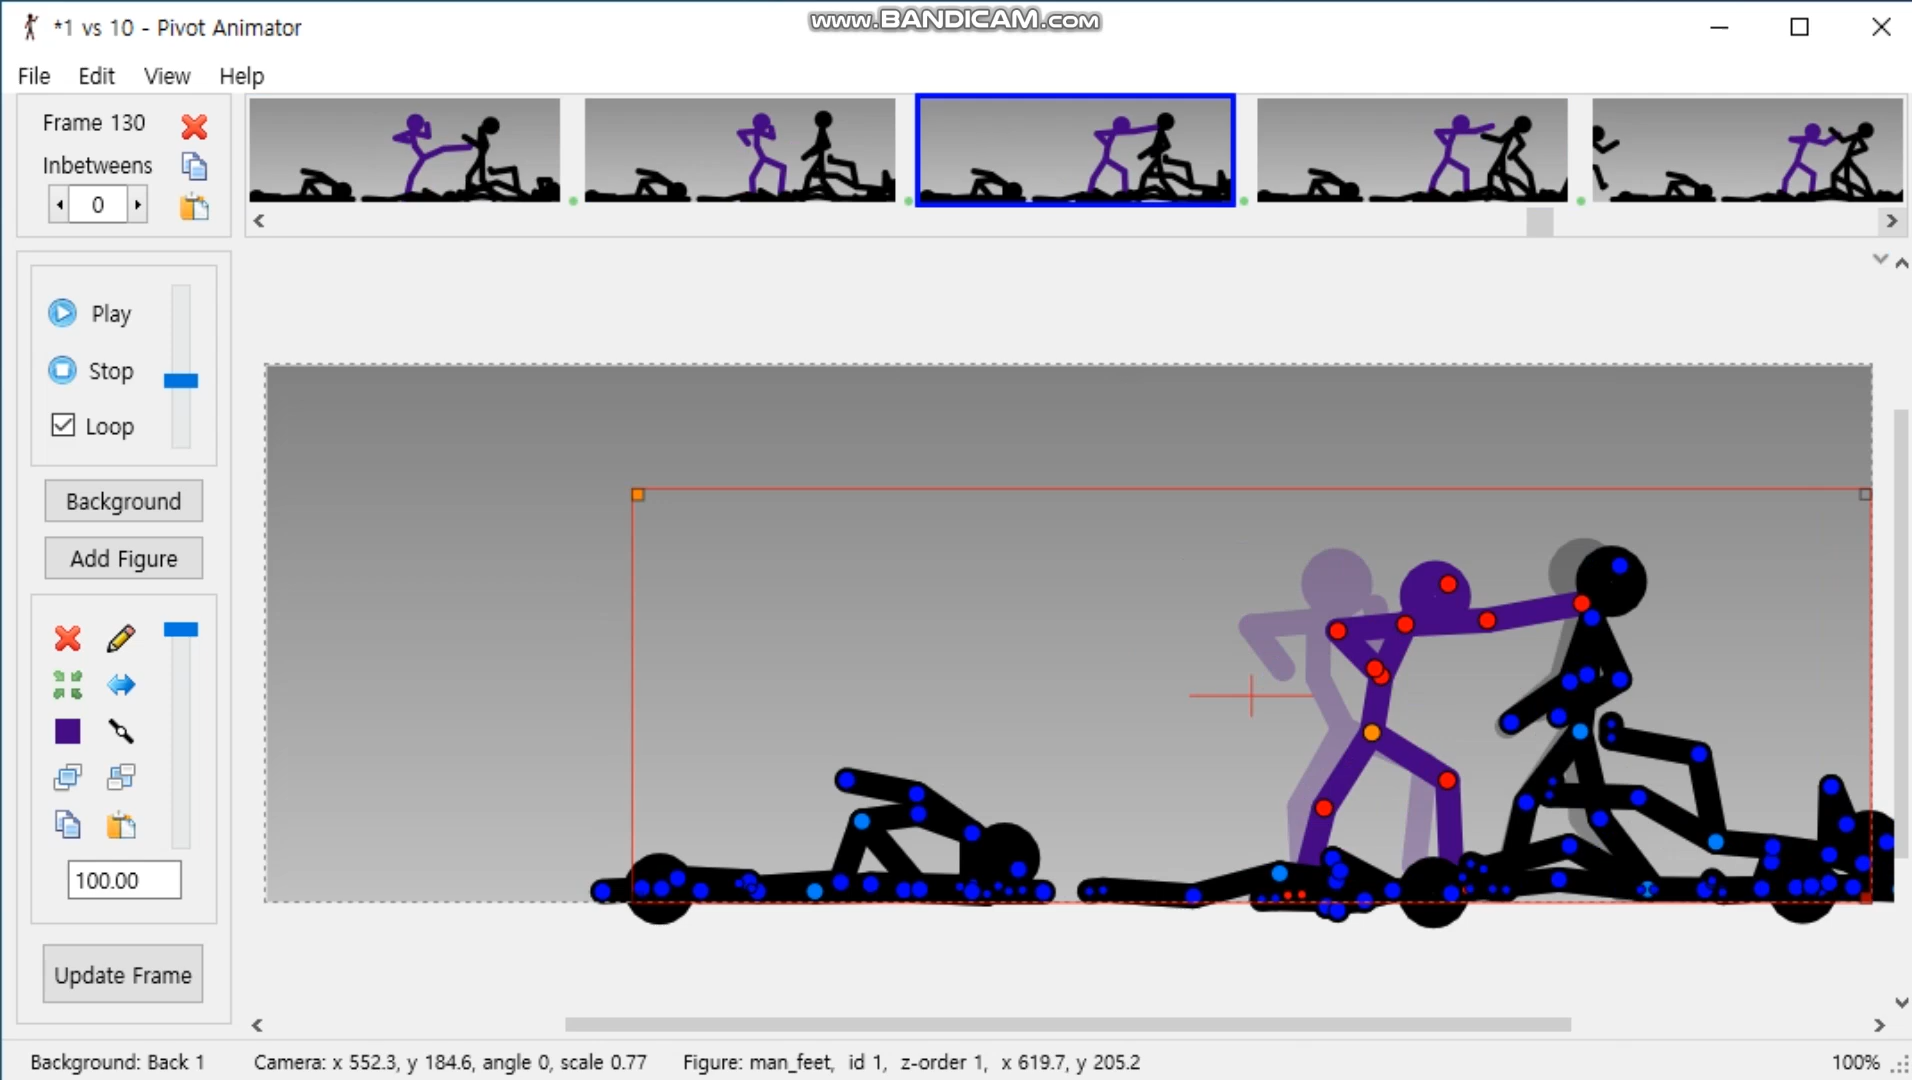 *1 vs 10 - Pivot Animator
www.BANDICAM.com
File Edit View Help
Frame 130
Inbetweens
0
Play
Stop
Loop
Background
Add Figure
100.00
Update Frame
Background: Back 1 Camera: x 552.3, y 184.6, angle 0, scale 0.77 Figure: man_feet, id 1, z-order 1, x 619.7, y 205.2 100%